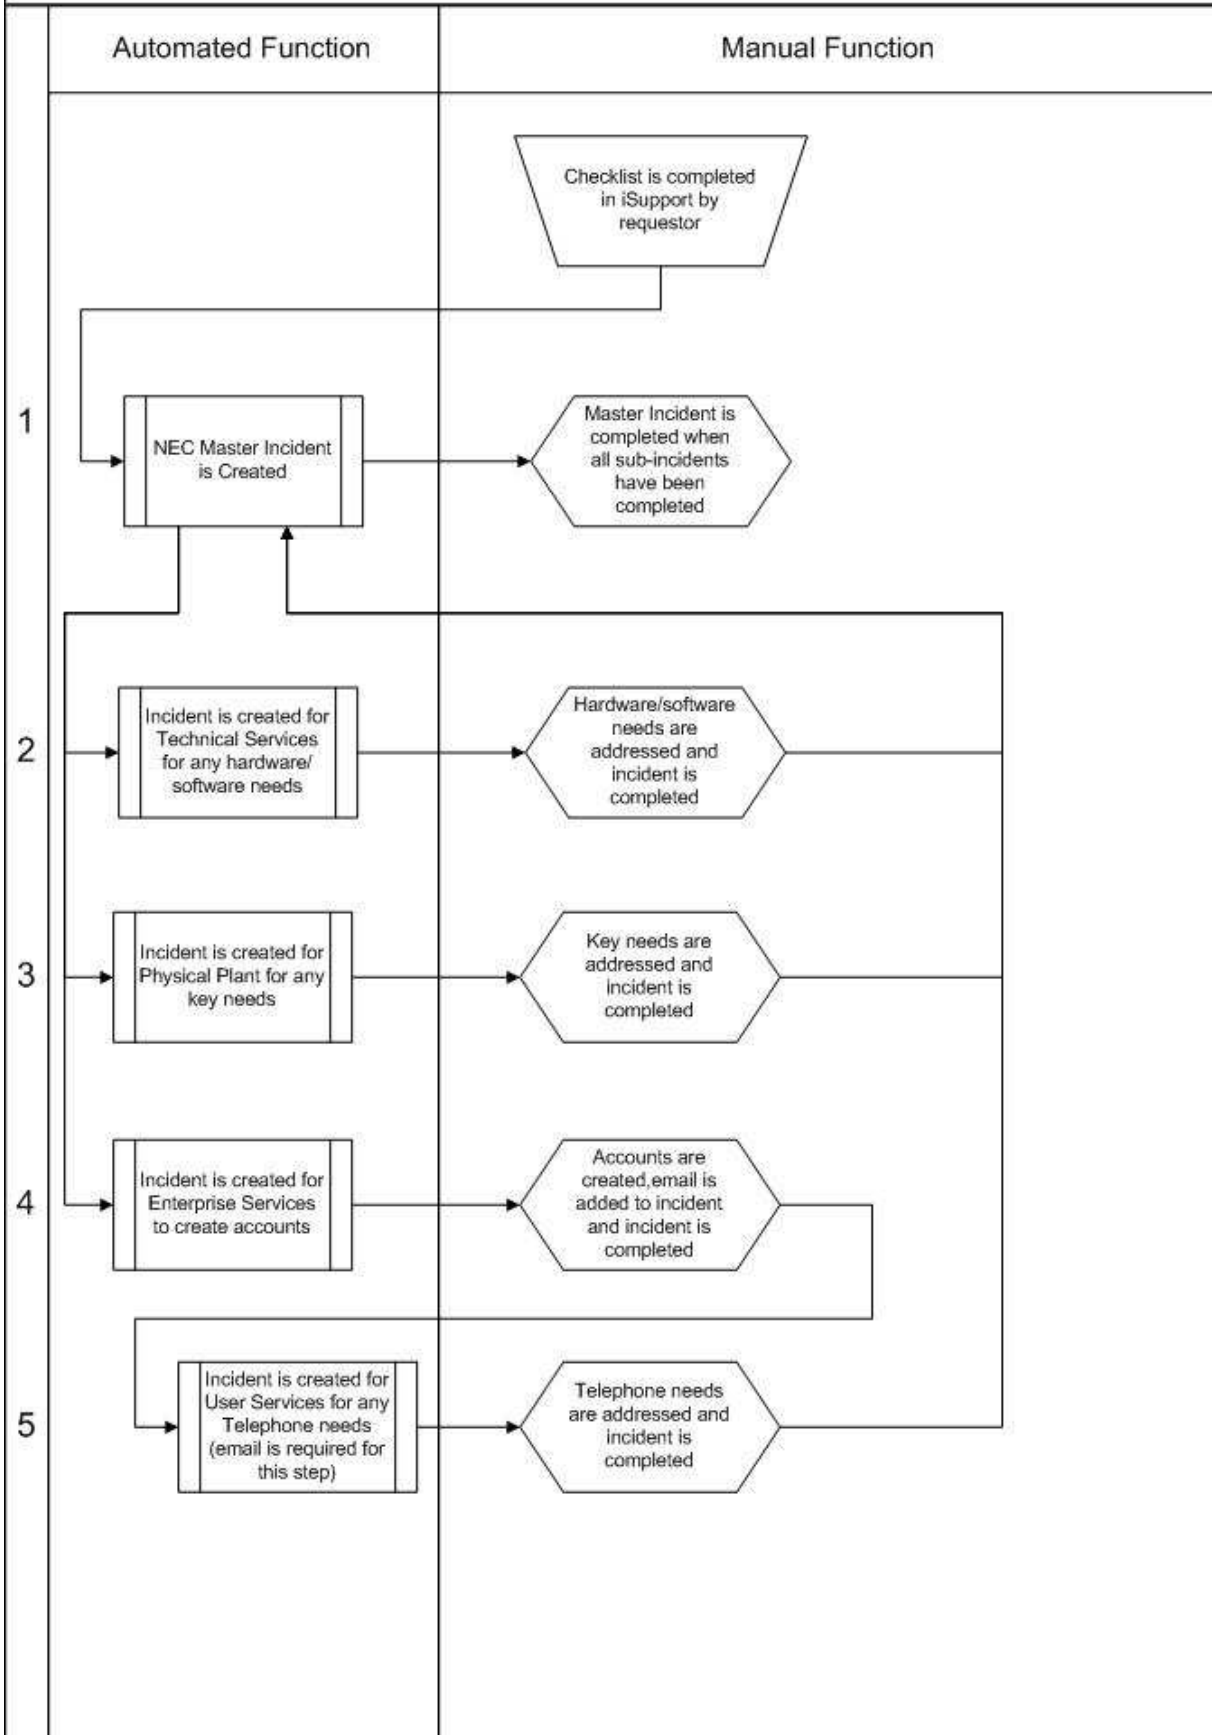 Automated Function
Manual Function
Checklist is completed
in iSupport by
requestor
1
NEC Master Incident
is Created
Master Incident is
completed when
all sub-incidents
have been
completed
2
Incident is created for
Technical Services
for any hardware/
software needs
Hardware/software
needs are
addressed and
incident is
completed
3
Incident is created for
Physical Plant for any
key needs
Key needs are
addressed and
incident is
completed
4
Incident is created for
Enterprise Services
to create accounts
Accounts are
created,email is
added to incident
and incident is
completed
5
Incident is created for
User Services for any
Telephone needs
(email is required for
this step)
Telephone needs
are addressed and
incident is
completed